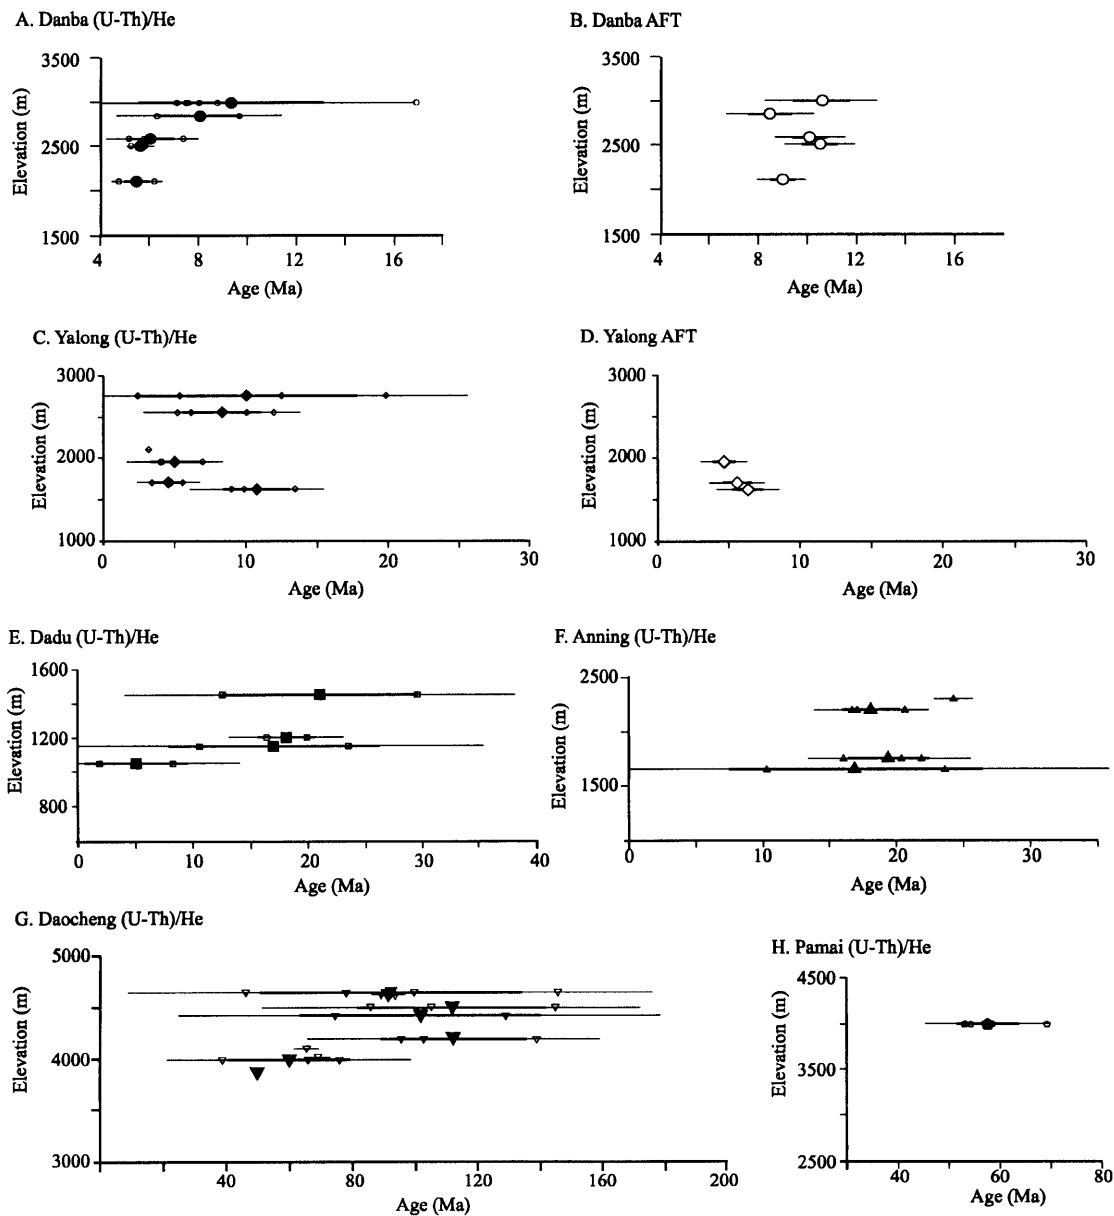 A. Danba (U-Th)/He
3500
2500
1500
Elevation (m)
4 8 12 16
Age (Ma)
B. Danba AFT
3500
2500
1500
Elevation (m)
4 8 12 16
Age (Ma)
C. Yalong (U-Th)/He
3000
2000
1000
Elevation (m)
0 10 20 30
Age (Ma)
D. Yalong AFT
3000
2000
1000
Elevation (m)
0 10 20 30
Age (Ma)
E. Dadu (U-Th)/He
1600
1200
800
Elevation (m)
0 10 20 30 40
Age (Ma)
F. Anning (U-Th)/He
2500
1500
Elevation (m)
0 10 20 30
Age (Ma)
G. Daocheng (U-Th)/He
5000
4000
3000
Elevation (m)
40 80 120 160 200
Age (Ma)
H. Pamai (U-Th)/He
4500
3500
2500
Elevation (m)
40 60 80
Age (Ma)